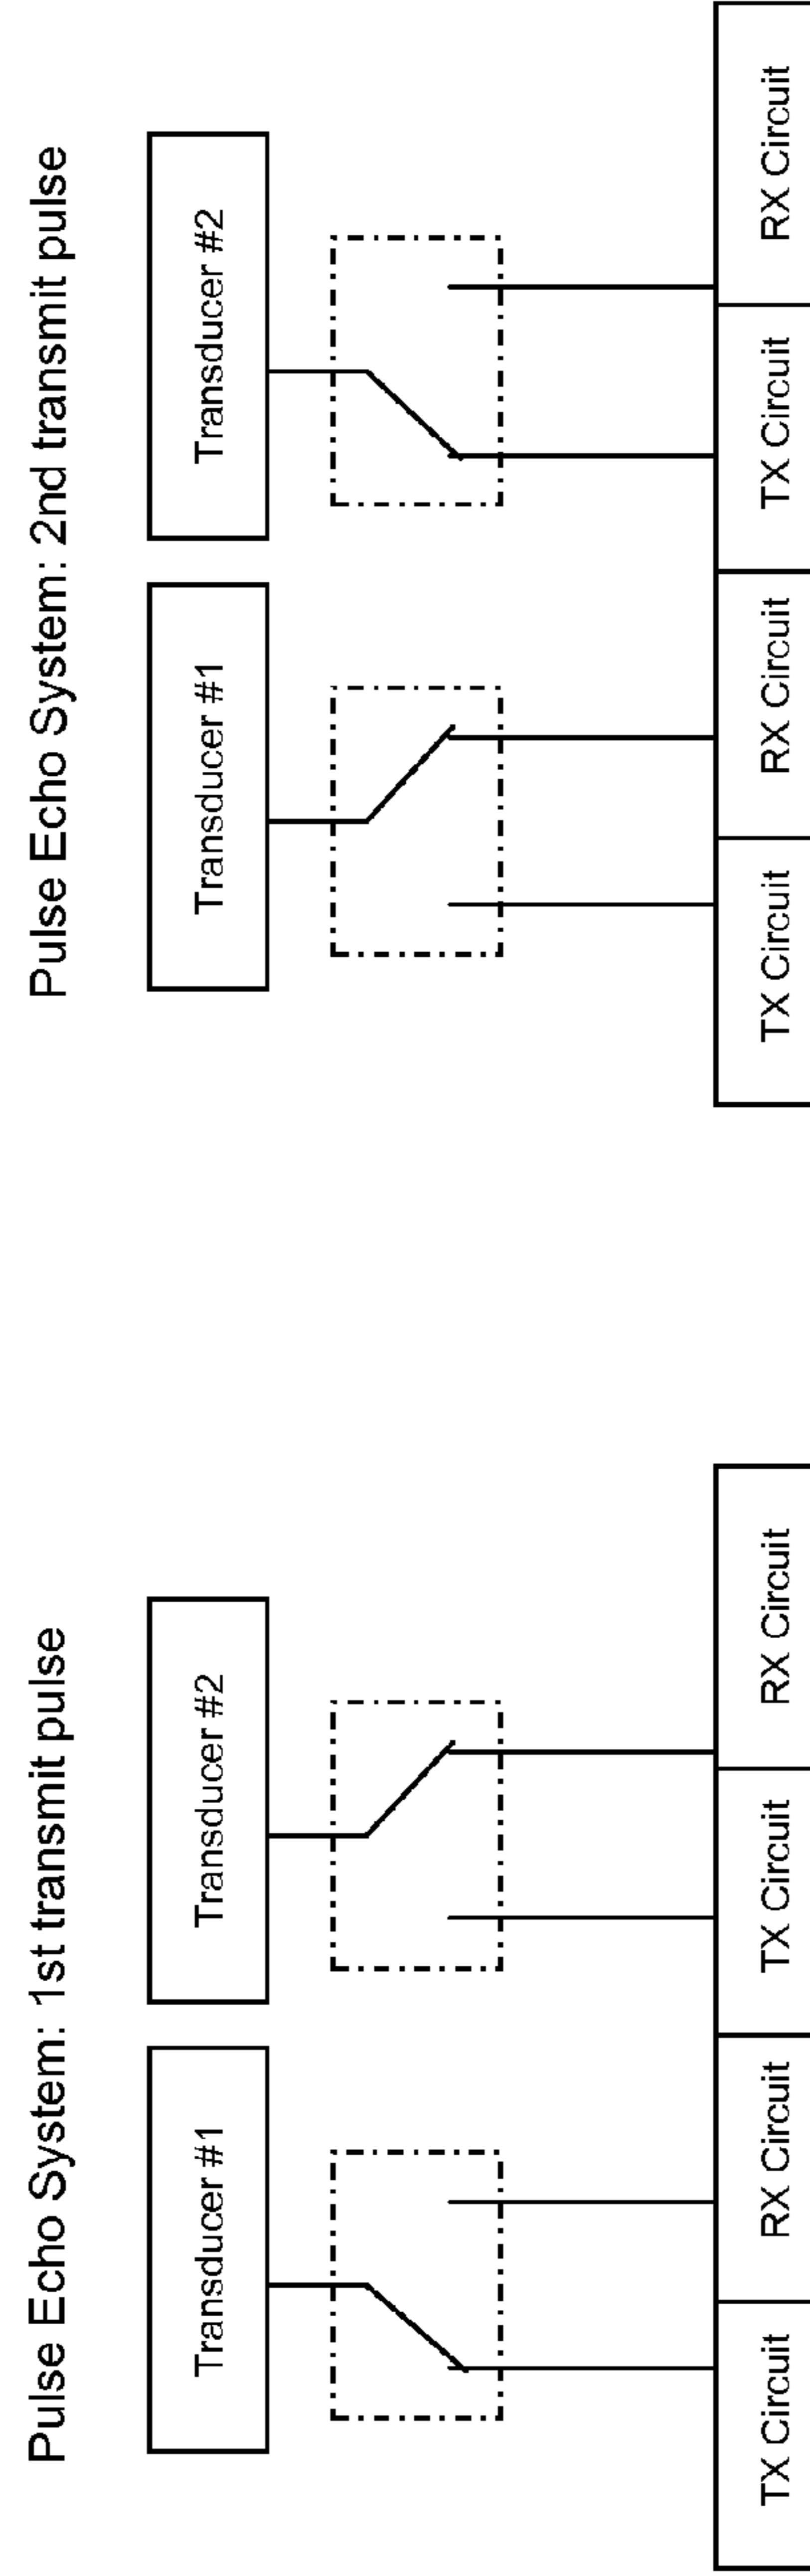 Pulse Echo System: 1st transmit pulse
Transducer #1
Transducer #2
TX Circuit
RX Circuit
TX Circuit
RX Circuit
Pulse Echo System: 2nd transmit pulse
Transducer #1
Transducer #2
TX Circuit
RX Circuit
TX Circuit
RX Circuit